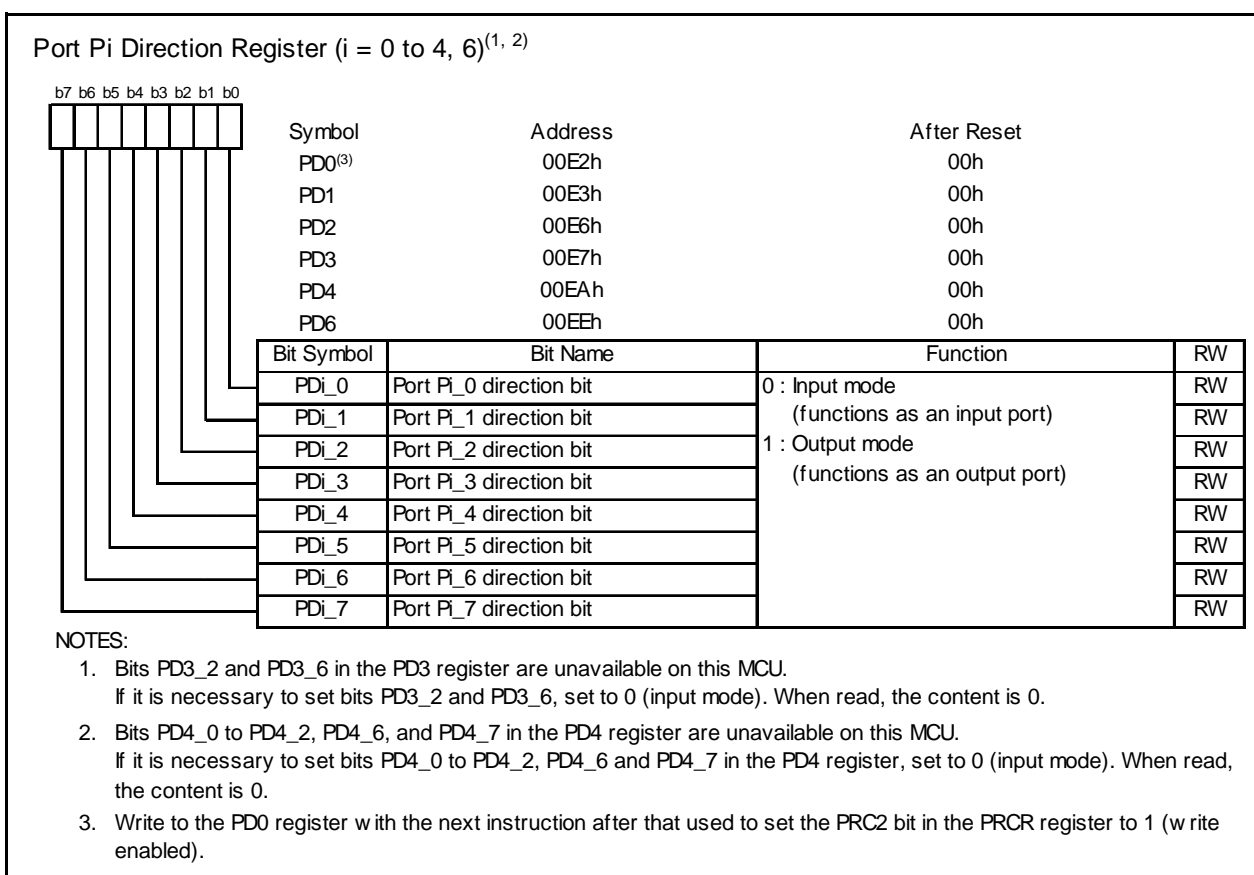 Port Pi Direction Register (i = 0 to 4, 6)(1, 2)
b7 b6 b5 b4 b3 b2 b1 b0
Symbol Address After Reset
PD0(3) 00E2h 00h
PD1 00E3h 00h
PD2 00E6h 00h
PD3 00E7h 00h
PD4 00EAh 00h
PD6 00EEh 00h
Bit Symbol Bit Name Function RW
PDi_0 Port Pi_0 direction bit 0 : Input mode RW
PDi_1 Port Pi_1 direction bit (functions as an input port) RW
PDi_2 Port Pi_2 direction bit 1 : Output mode RW
PDi_3 Port Pi_3 direction bit (functions as an output port) RW
PDi_4 Port Pi_4 direction bit RW
PDi_5 Port Pi_5 direction bit RW
PDi_6 Port Pi_6 direction bit RW
PDi_7 Port Pi_7 direction bit RW
NOTES:
1. Bits PD3_2 and PD3_6 in the PD3 register are unavailable on this MCU.
If it is necessary to set bits PD3_2 and PD3_6, set to 0 (input mode). When read, the content is 0.
2. Bits PD4_0 to PD4_2, PD4_6, and PD4_7 in the PD4 register are unavailable on this MCU.
If it is necessary to set bits PD4_0 to PD4_2, PD4_6 and PD4_7 in the PD4 register, set to 0 (input mode). When read,
the content is 0.
3. Write to the PD0 register with the next instruction after that used to set the PRC2 bit in the PRCR register to 1 (write
enabled).